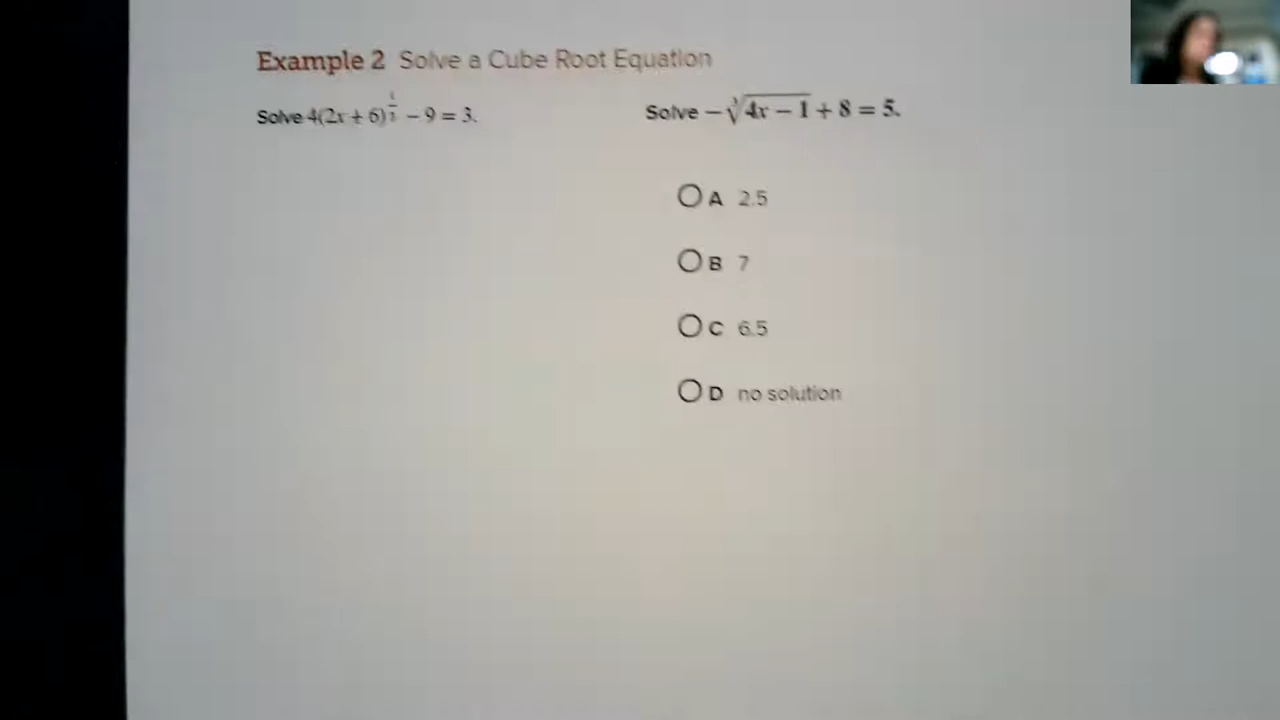 Example 2 Solve a Cube Root Equation
Solve 4(2x + 6)^{1/3} − 9 = 3.
Solve −∛(4x − 1) + 8 = 5.
A 2.5
B 7
C 6.5
D no solution